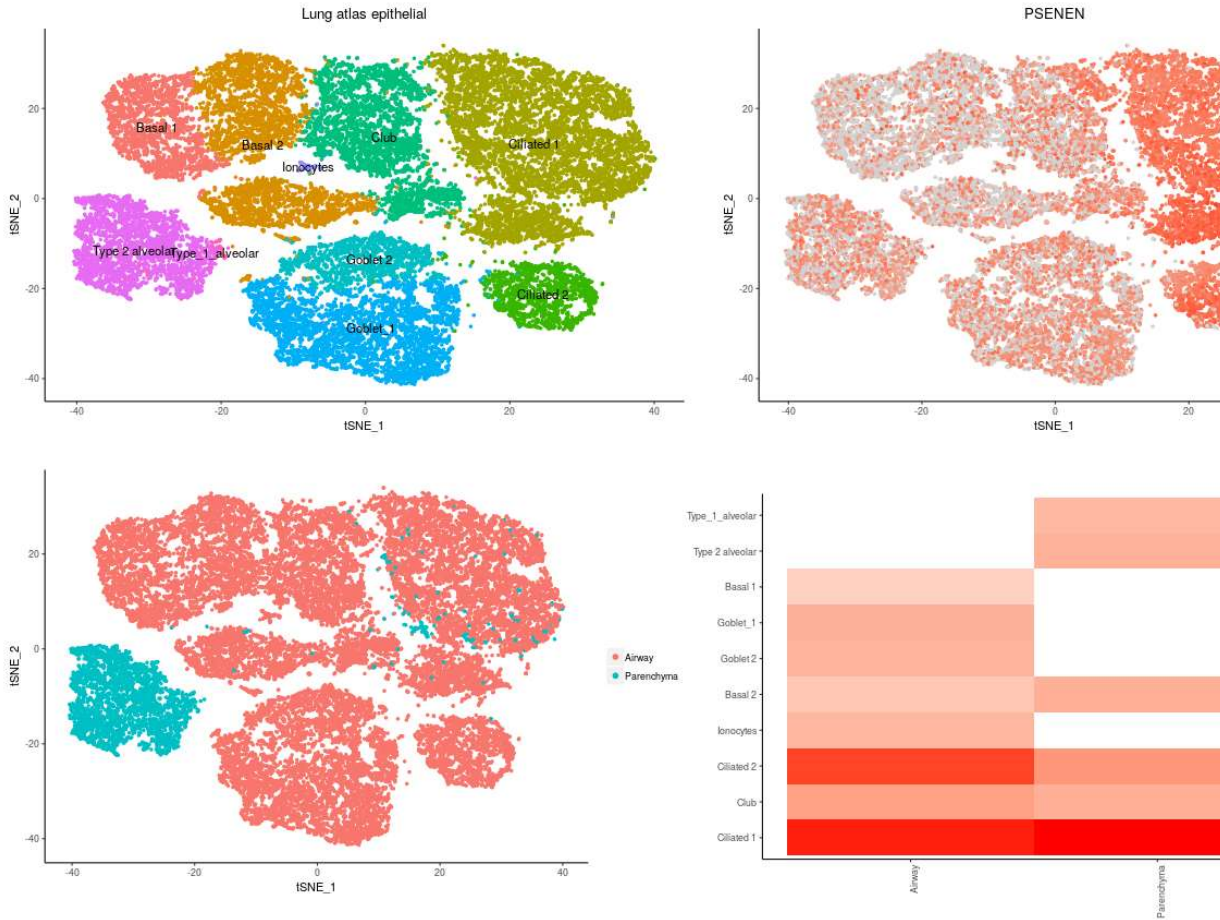 Lung atlas epithelial
20
0
-20
-40
tSNE_2
-40
-20
0
20
40
tSNE_1
Basal 1
Basal 2
Club
Ciliated 1
Ionocytes
Type 2 alveolar
Type_1_alveolar
Goblet 2
Ciliated 2
Goblet_1
PSENEN
20
0
-20
-40
tSNE_2
-40
-20
0
20
tSNE_1
20
0
-20
-40
tSNE_2
-40
-20
0
20
40
tSNE_1
Airway
Parenchyma
Type_1_alveolar
Type 2 alveolar
Basal 1
Goblet_1
Goblet 2
Basal 2
Ionocytes
Ciliated 2
Club
Ciliated 1
Airway
Parenchyma